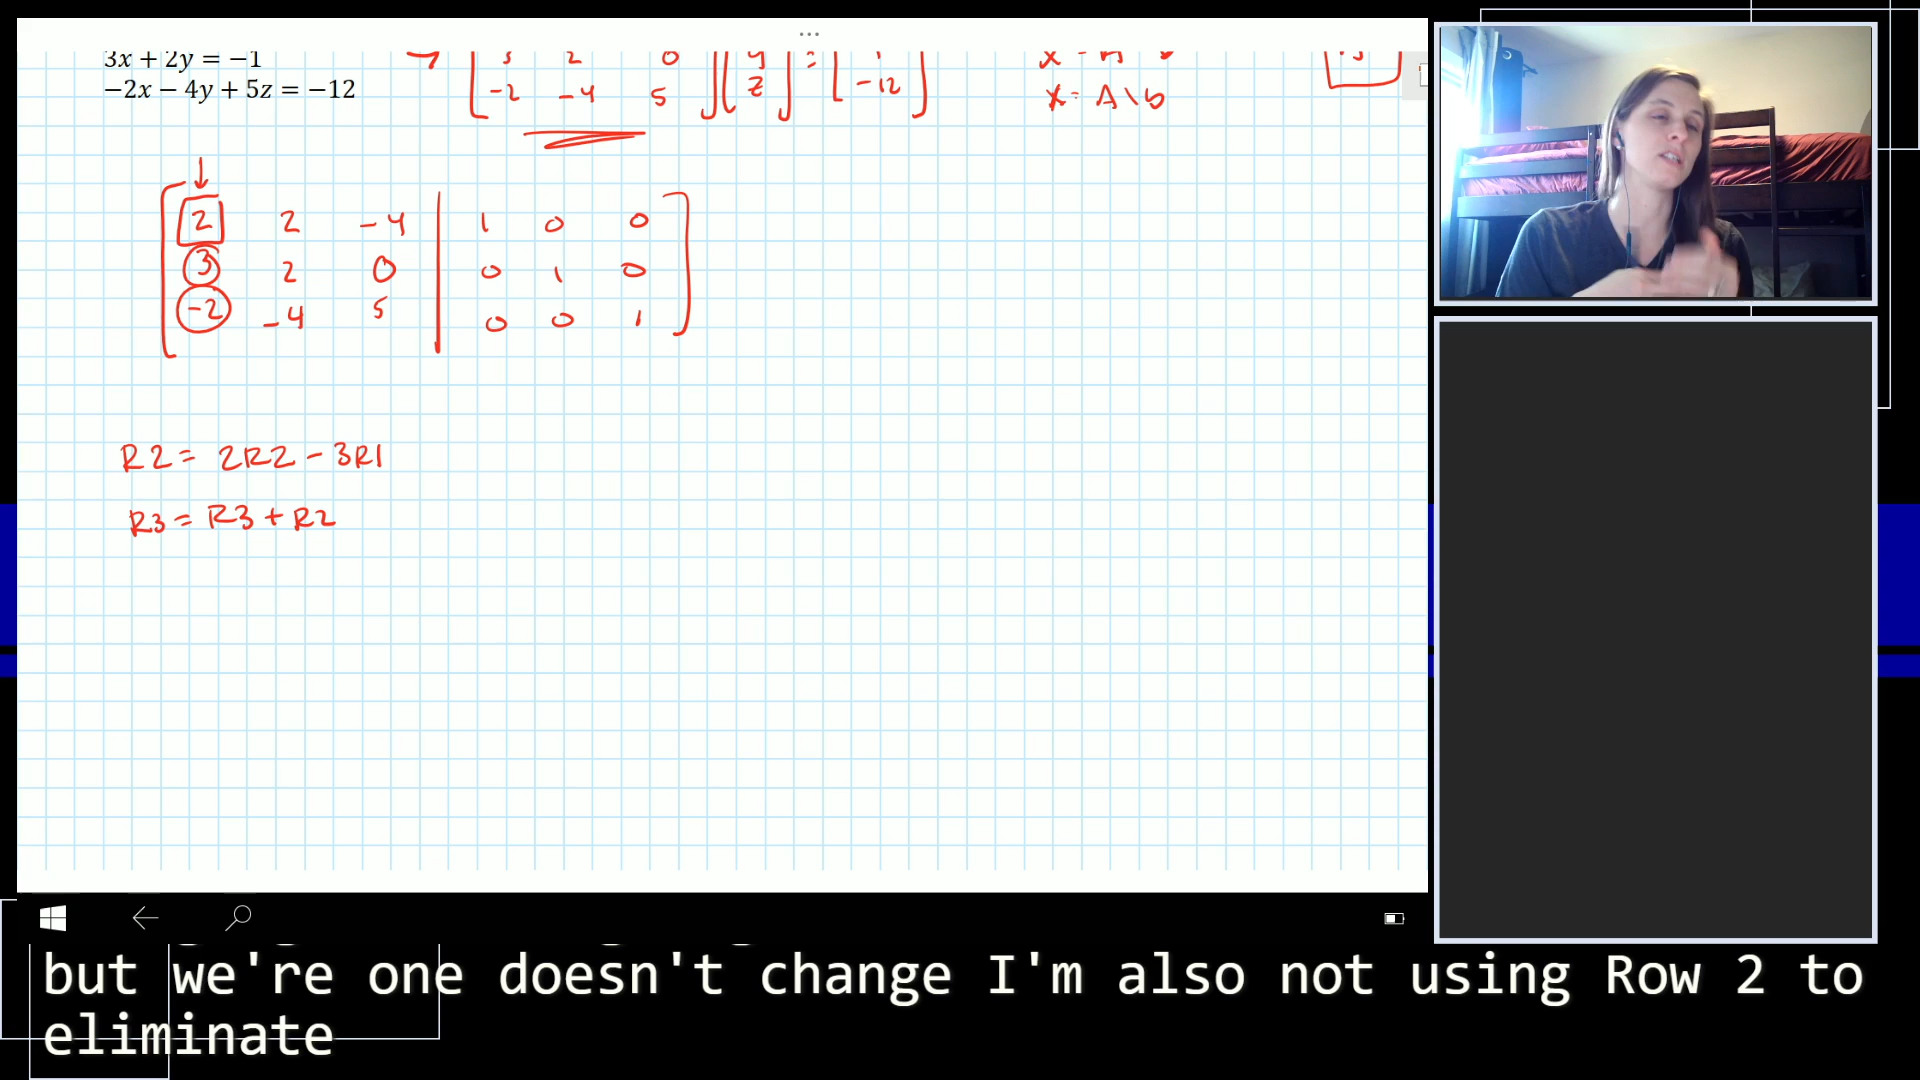 3x + 2y = −1
−2x − 4y + 5z = −12
→ [ 2 0 ] [ y ] =
[ -2 -4 5 ] [ z ] [ -12 ]
x = A\b
2 2 -4 | 1 0 0
3 2 0 | 0 1 0
-2 -4 5 | 0 0 1
R2 = 2R2 - 3R1
R3 = R3 + R2
but we're one doesn't change I'm also not using Row 2 to
eliminate